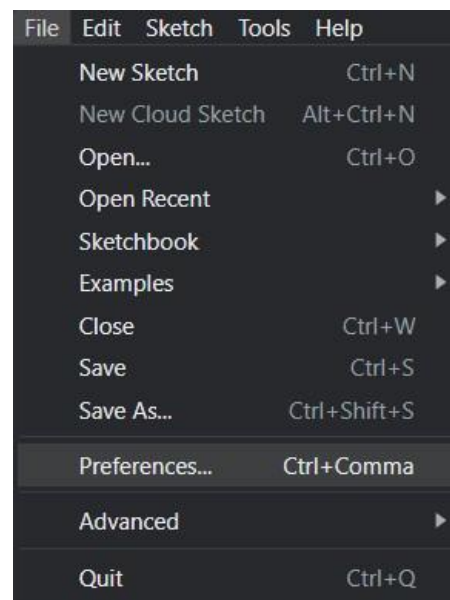 File Edit Sketch Tools Help
New Sketch Ctrl+N
New Cloud Sketch Alt+Ctrl+N
Open... Ctrl+O
Open Recent
Sketchbook
Examples
Close Ctrl+W
Save Ctrl+S
Save As... Ctrl+Shift+S
Preferences... Ctrl+Comma
Advanced
Quit Ctrl+Q